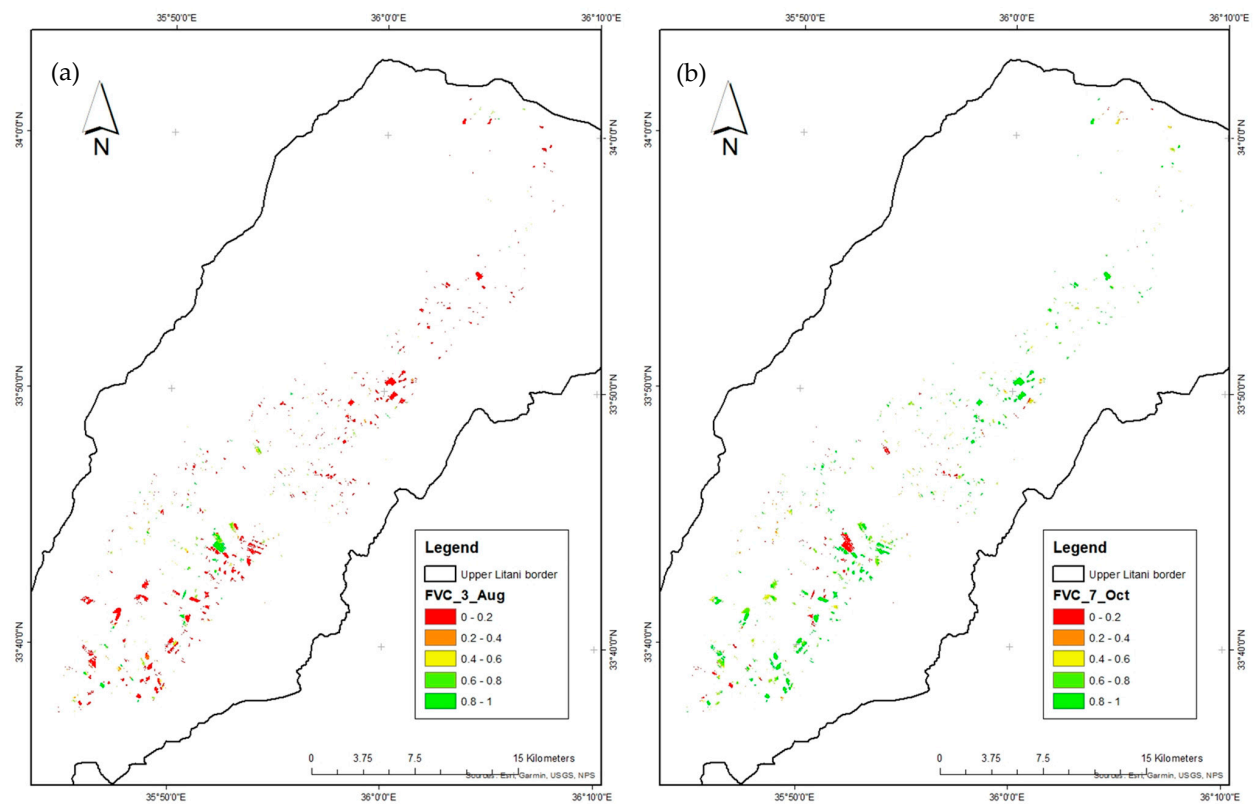 35°50'0"E 36°0'0"E 36°10'0"E
(a)
N
34°0'0"N
34°0'0"N
33°50'0"N
33°50'0"N
33°40'0"N
33°40'0"N
Legend
Upper Litani border
FVC_3_Aug
0 - 0.2
0.2 - 0.4
0.4 - 0.6
0.6 - 0.8
0.8 - 1
0 3.75 7.5 15 Kilometers
Sources: Esri, Garmin, USGS, NPS
35°50'0"E 36°0'0"E 36°10'0"E
35°50'0"E 36°0'0"E 36°10'0"E
(b)
N
34°0'0"N
34°0'0"N
33°50'0"N
33°50'0"N
33°40'0"N
33°40'0"N
Legend
Upper Litani border
FVC_7_Oct
0 - 0.2
0.2 - 0.4
0.4 - 0.6
0.6 - 0.8
0.8 - 1
0 3.75 7.5 15 Kilometers
Sources: Esri, Garmin, USGS, NPS
35°50'0"E 36°0'0"E 36°10'0"E